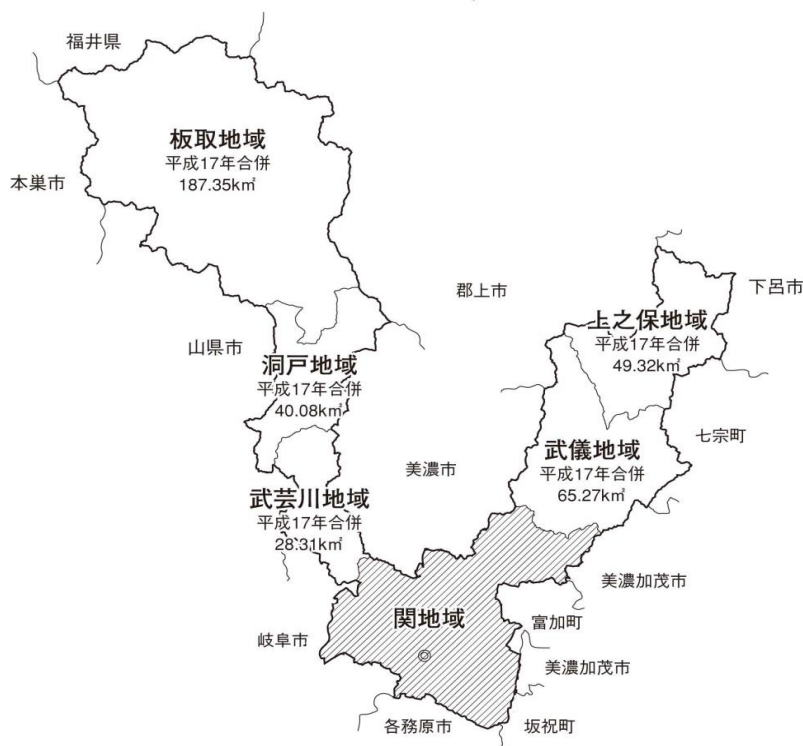 福井県
板取地域
平成17年合併
187.35k㎡
本巣市
郡上市
下呂市
上之保地域
平成17年合併
49.32k㎡
山県市
洞戸地域
平成17年合併
40.08k㎡
七宗町
武儀地域
平成17年合併
65.27k㎡
美濃市
武芸川地域
平成17年合併
28.31k㎡
美濃加茂市
富加町
関地域
岐阜市
美濃加茂市
各務原市
坂祝町